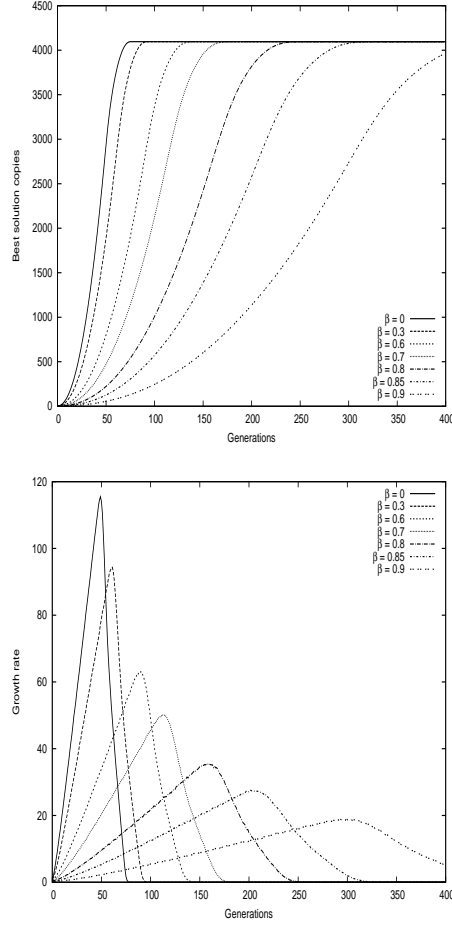 4500
4000
3500
3000
2500
2000
1500
1000
500
0
Best solution copies
β = 0
β = 0.3
β = 0.6
β = 0.7
β = 0.8
β = 0.85
β = 0.9
0 50 100 150 200 250 300 350 400
Generations
120
100
80
60
40
20
0
Growth rate
β = 0
β = 0.3
β = 0.6
β = 0.7
β = 0.8
β = 0.85
β = 0.9
0 50 100 150 200 250 300 350 400
Generations